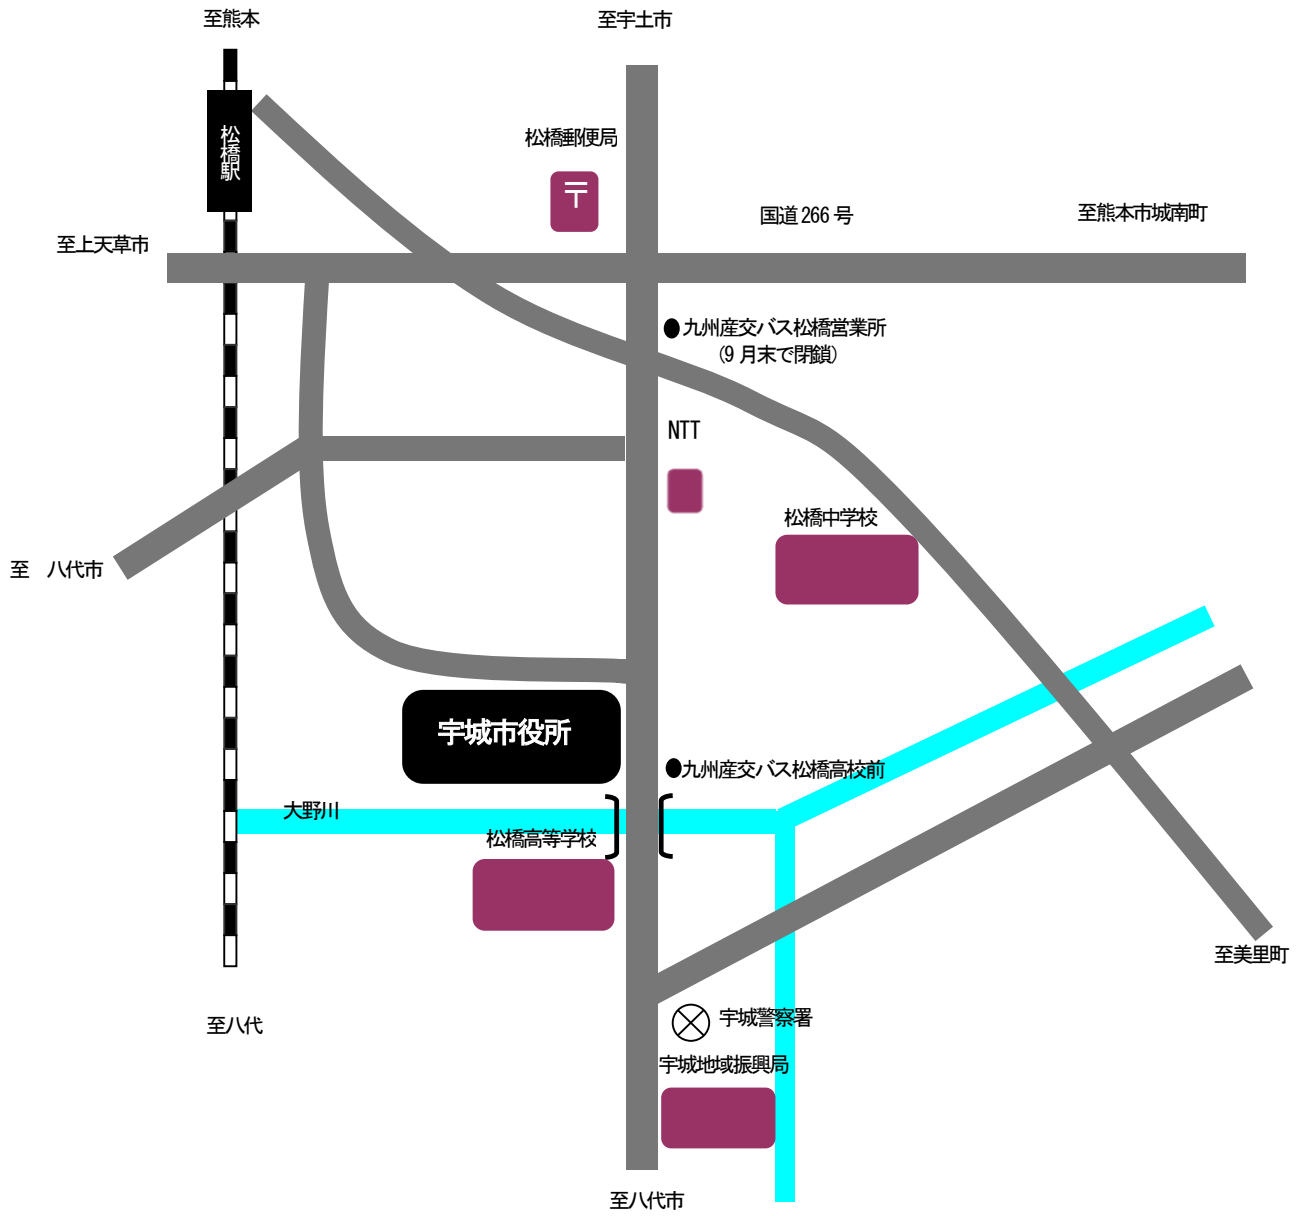 至熊本
至宇土市
松橋駅
松橋郵便局
〒
国道266号
至熊本市城南町
至上天草市
九州産交バス松橋営業所
(9月末で閉鎖)
NTT
松橋中学校
至　八代市
宇城市役所
九州産交バス松橋高校前
大野川
松橋高等学校
至美里町
至八代
宇城警察署
宇城地域振興局
至八代市